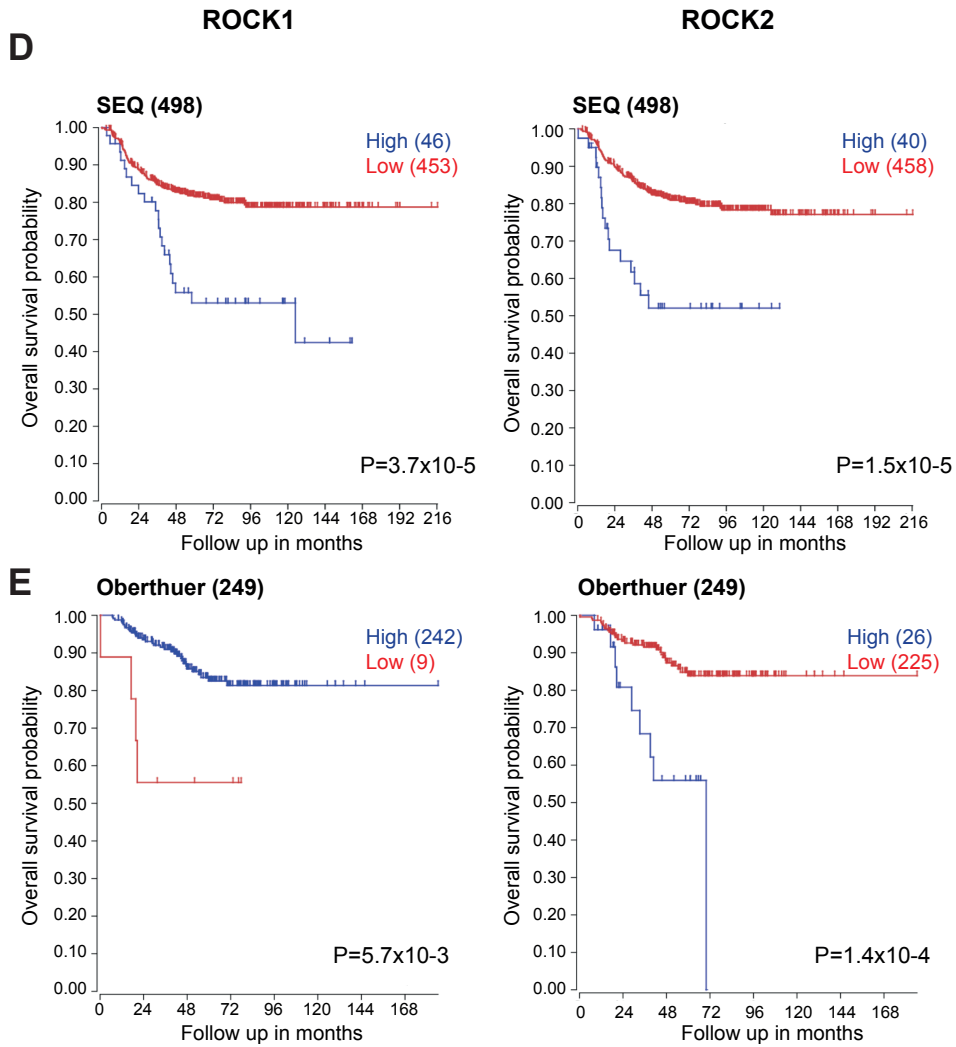 ROCK1
ROCK2
D
SEQ (498)
High (46)
Low (453)
Overall survival probability
1.00
0.90
0.80
0.70
0.60
0.50
0.40
0.30
0.20
0.10
0.00
P=3.7x10-5
0 24 48 72 96 120 144 168 192 216
Follow up in months
SEQ (498)
High (40)
Low (458)
Overall survival probability
1.00
0.90
0.80
0.70
0.60
0.50
0.40
0.30
0.20
0.10
0.00
P=1.5x10-5
0 24 48 72 96 120 144 168 192 216
Follow up in months
E
Oberthuer (249)
High (242)
Low (9)
Overall survival probability
1.00
0.90
0.80
0.70
0.60
0.50
0.40
0.30
0.20
0.10
0.00
P=5.7x10-3
0 24 48 72 96 120 144 168
Follow up in months
Oberthuer (249)
High (26)
Low (225)
Overall survival probability
1.00
0.90
0.80
0.70
0.60
0.50
0.40
0.30
0.20
0.10
0.00
P=1.4x10-4
0 24 48 72 96 120 144 168
Follow up in months